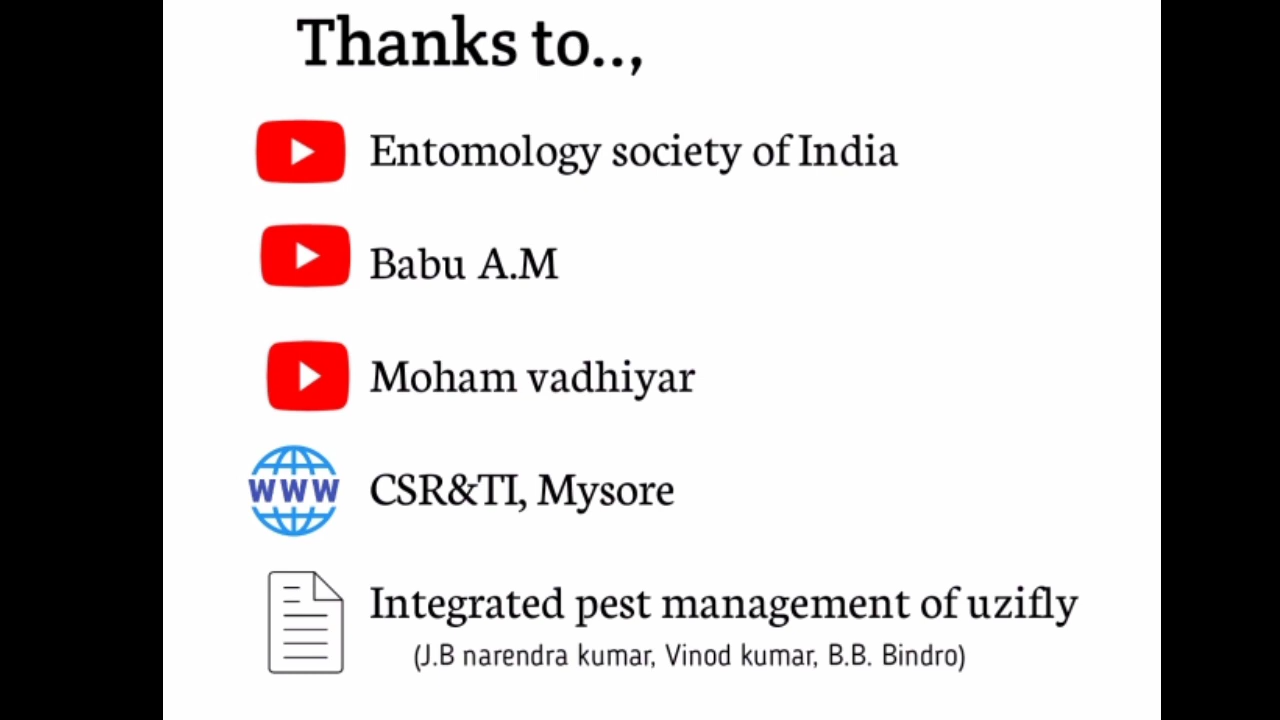 Thanks to..,
Entomology society of India
Babu A.M
Moham vadhiyar
WWW
CSR&TI, Mysore
Integrated pest management of uzifly
(J.B narendra kumar, Vinod kumar, B.B. Bindro)